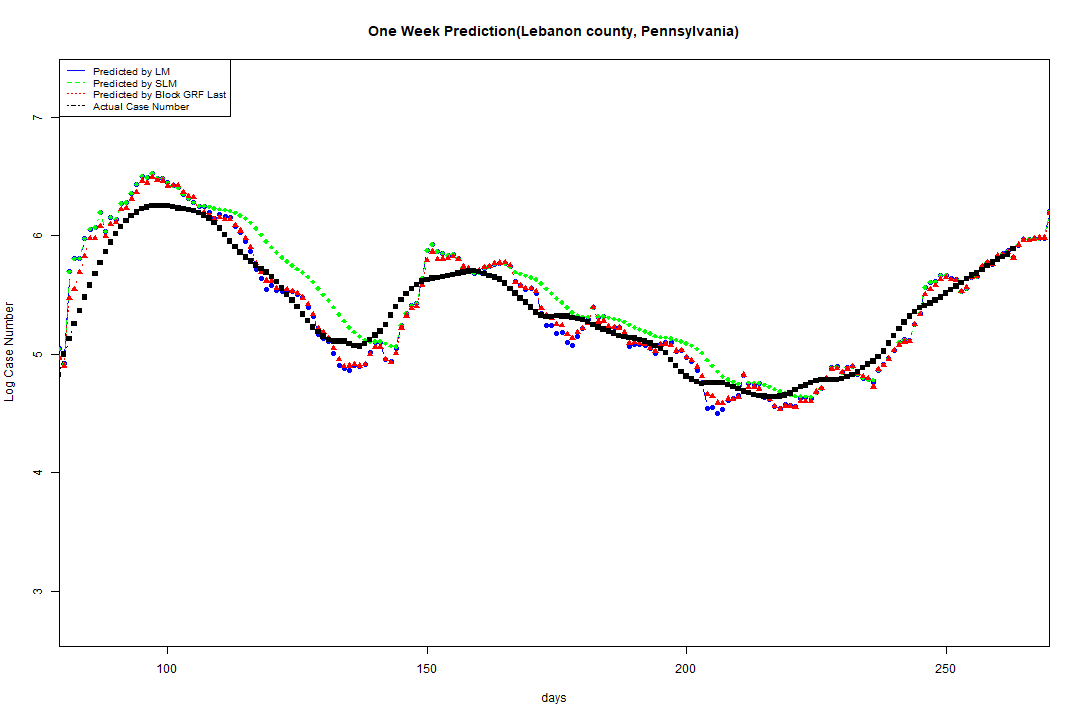 One Week Prediction(Lebanon county, Pennsylvania)
Predicted by LM
Predicted by SLM
Predicted by Block GRF Last
Actual Case Number
Log Case Number
7
6
5
4
3
100
150
200
250
days